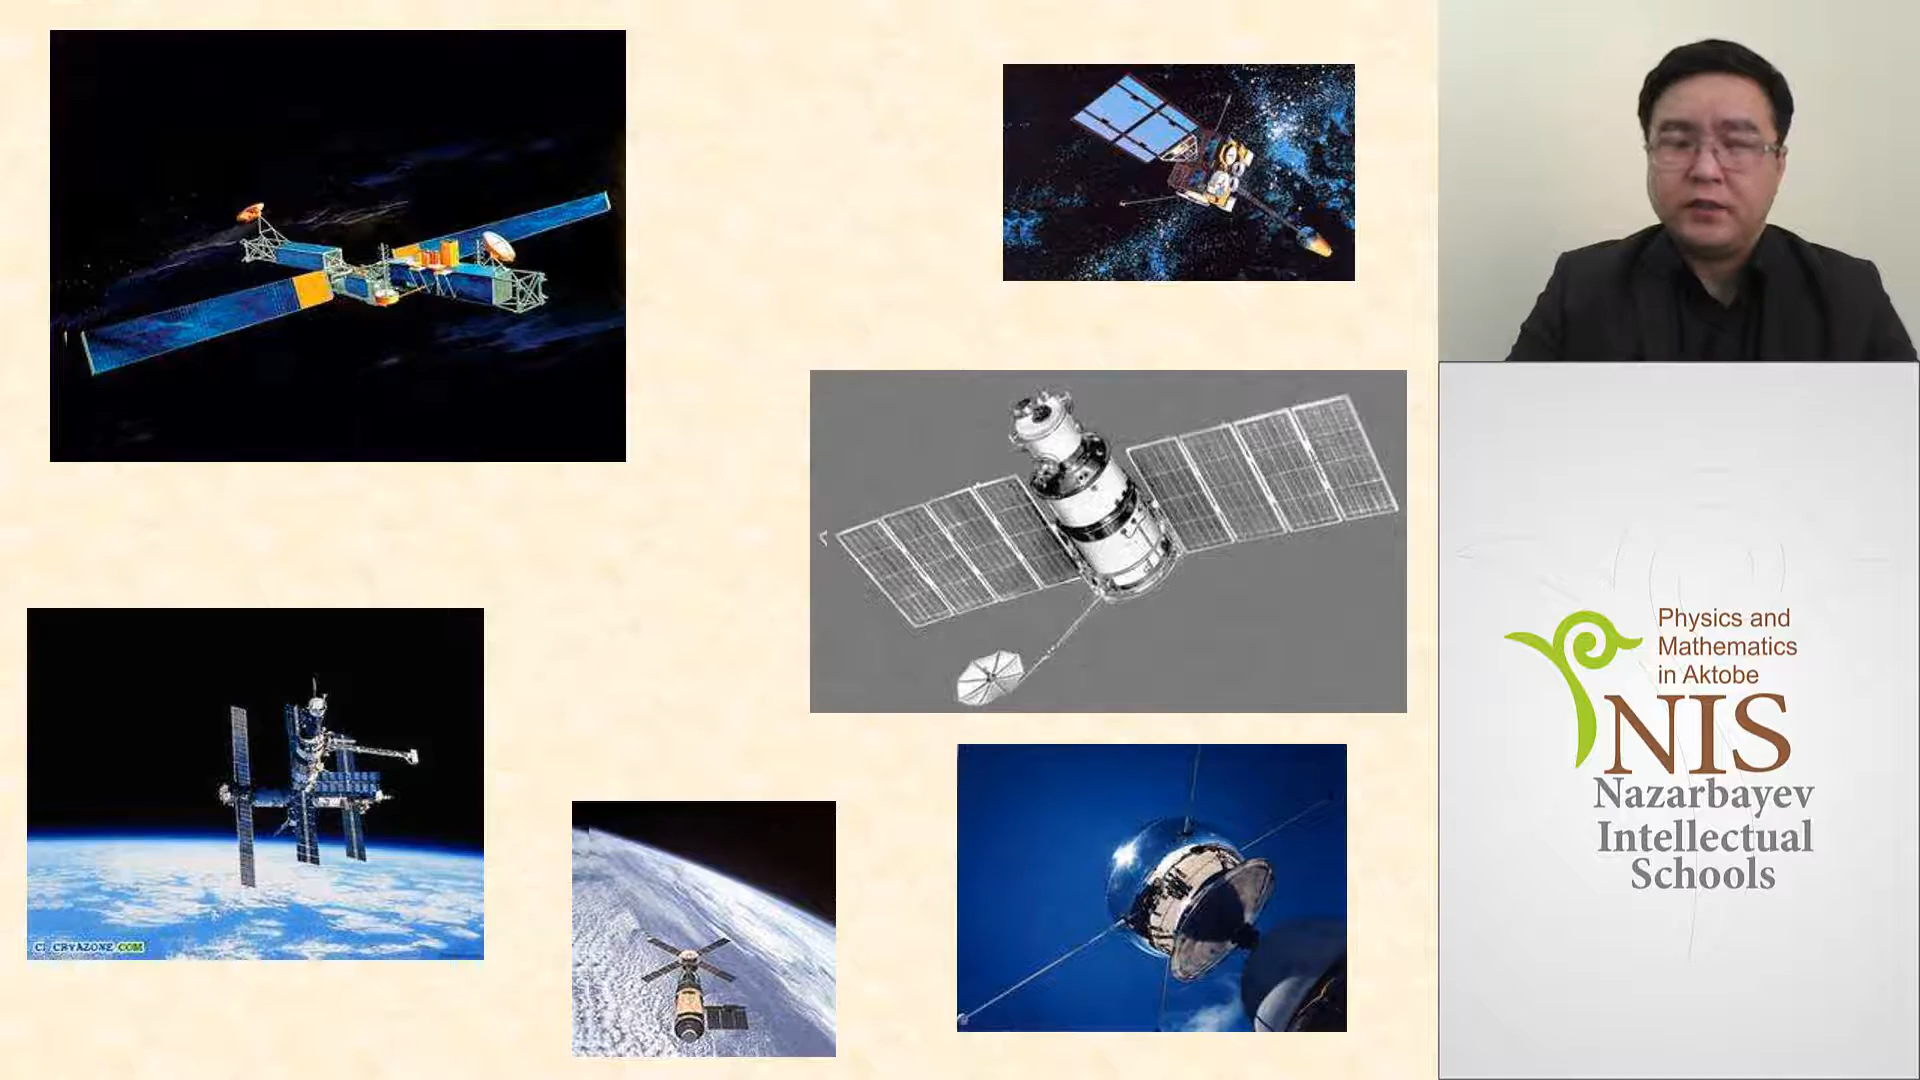 Physics and
Mathematics
in Aktobe
NIS
Nazarbayev
Intellectual
Schools